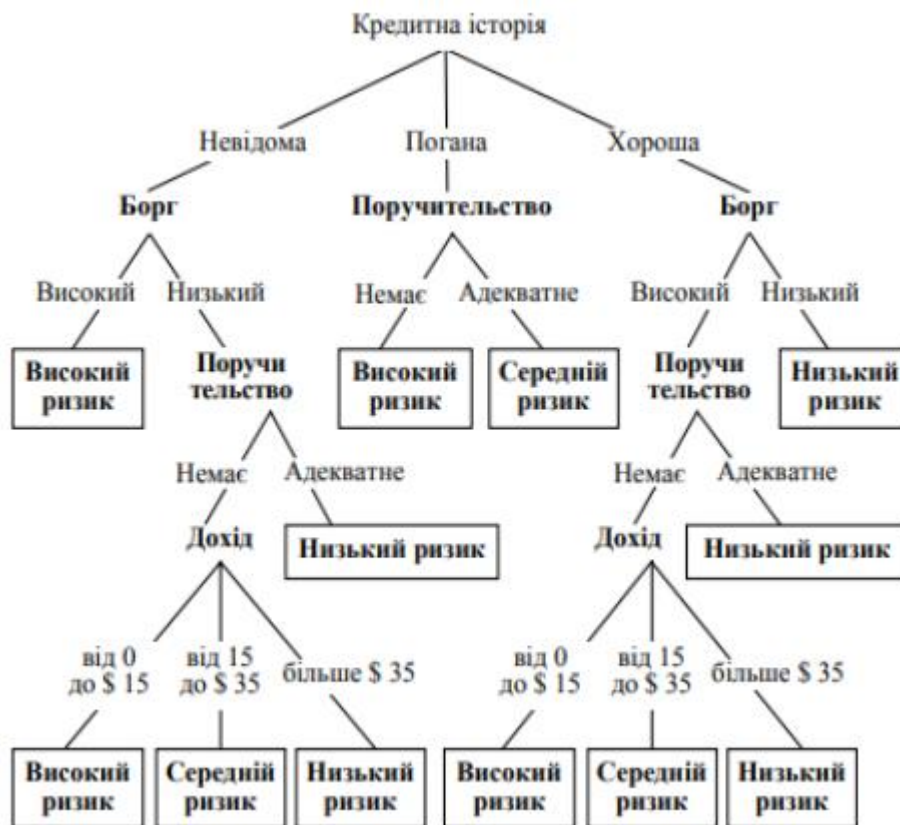 Кредитна історія
Невідома Погана Хороша
Борг Поручительство Борг
Високий Низький Немає Адекватне Високий Низький
Високий
ризик
Поручи
тельство
Високий
ризик
Середній
ризик
Поручи
тельство
Низький
ризик
Немає Адекватне Немає Адекватне
Дохід Низький ризик Дохід Низький ризик
від 0
до $ 15
від 15
до $ 35
більше $ 35
від 0
до $ 15
від 15
до $ 35
більше $ 35
Високий
ризик
Середній
ризик
Низький
ризик
Високий
ризик
Середній
ризик
Низький
ризик